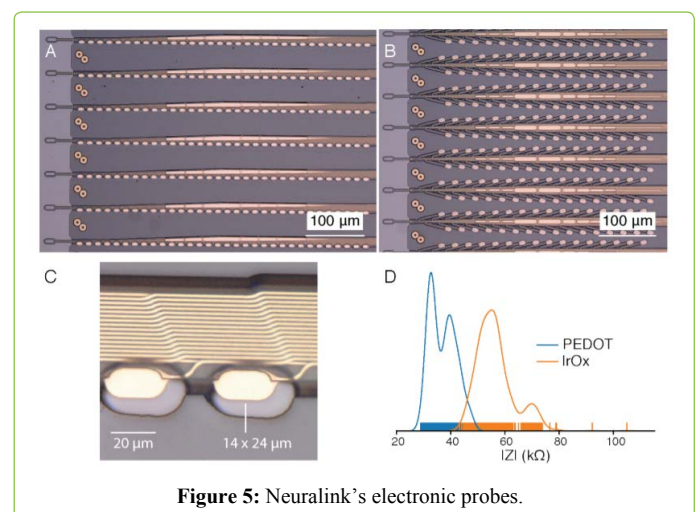 A
100 µm
B
100 µm
C
20 µm
14 x 24 µm
D
PEDOT
IrOx
20 40 60 80 100
|Z| (kΩ)
Figure 5: Neuralink’s electronic probes.